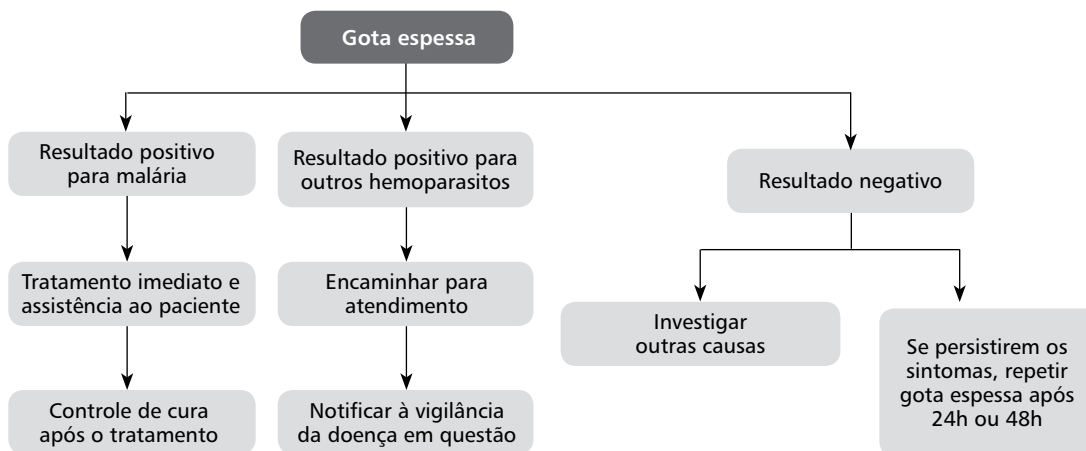 Gota espessa
Resultado positivo
para malária
Resultado positivo para
outros hemoparasitos
Resultado negativo
Tratamento imediato e
assistência ao paciente
Encaminhar para
atendimento
Investigar
outras causas
Se persistirem os
sintomas, repetir
gota espessa após
24h ou 48h
Controle de cura
após o tratamento
Notificar à vigilância
da doença em questão